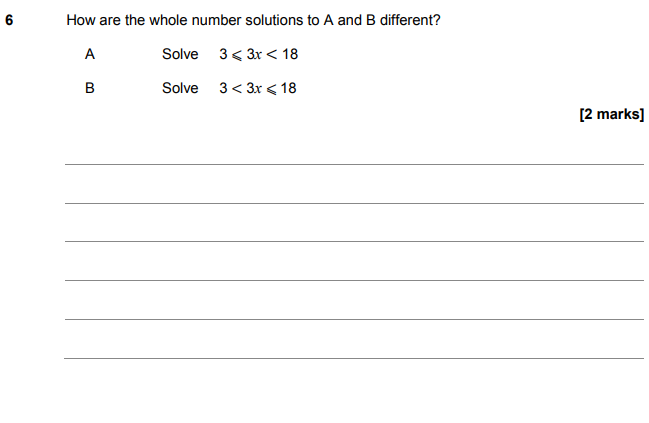 6 How are the whole number solutions to A and B different?
A Solve 3 ⩽ 3x < 18
B Solve 3 < 3x ⩽ 18
[2 marks]